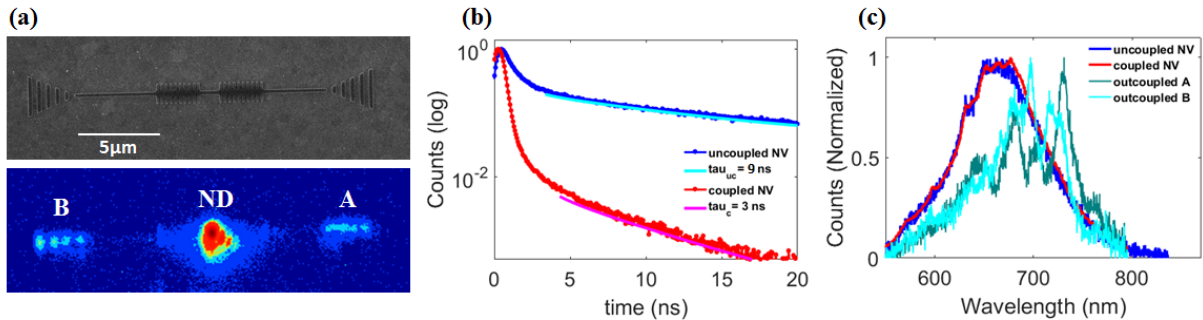 (a)
5μm
B
ND
A
(b)
Counts (log)
10⁰
10⁻²
uncoupled NV
tau_uc = 9 ns
coupled NV
tau_c = 3 ns
0
5
10
15
20
time (ns)
(c)
Counts (Normalized)
1
0.5
0
uncoupled NV
coupled NV
outcoupled A
outcoupled B
600
700
800
Wavelength (nm)